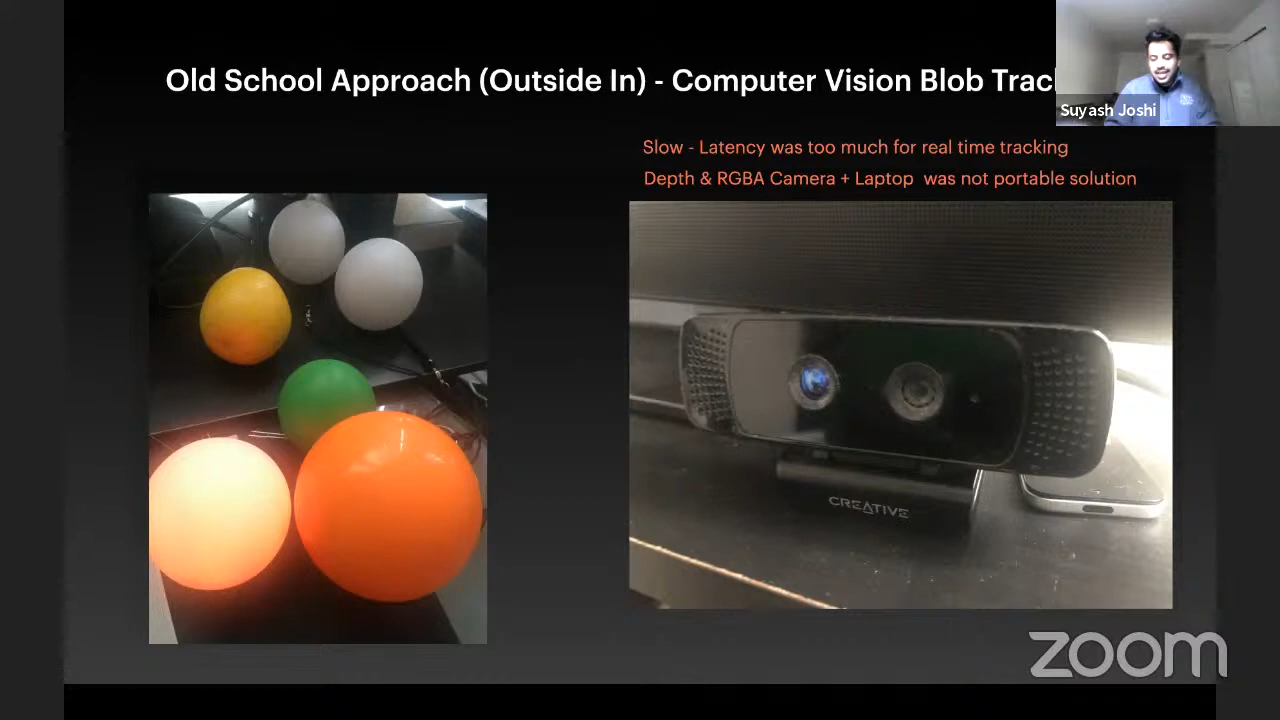 Old School Approach (Outside In) - Computer Vision Blob Trac
Suyash Joshi
Slow - Latency was too much for real time tracking
Depth & RGBA Camera + Laptop was not portable solution
CREATIVE
zoom